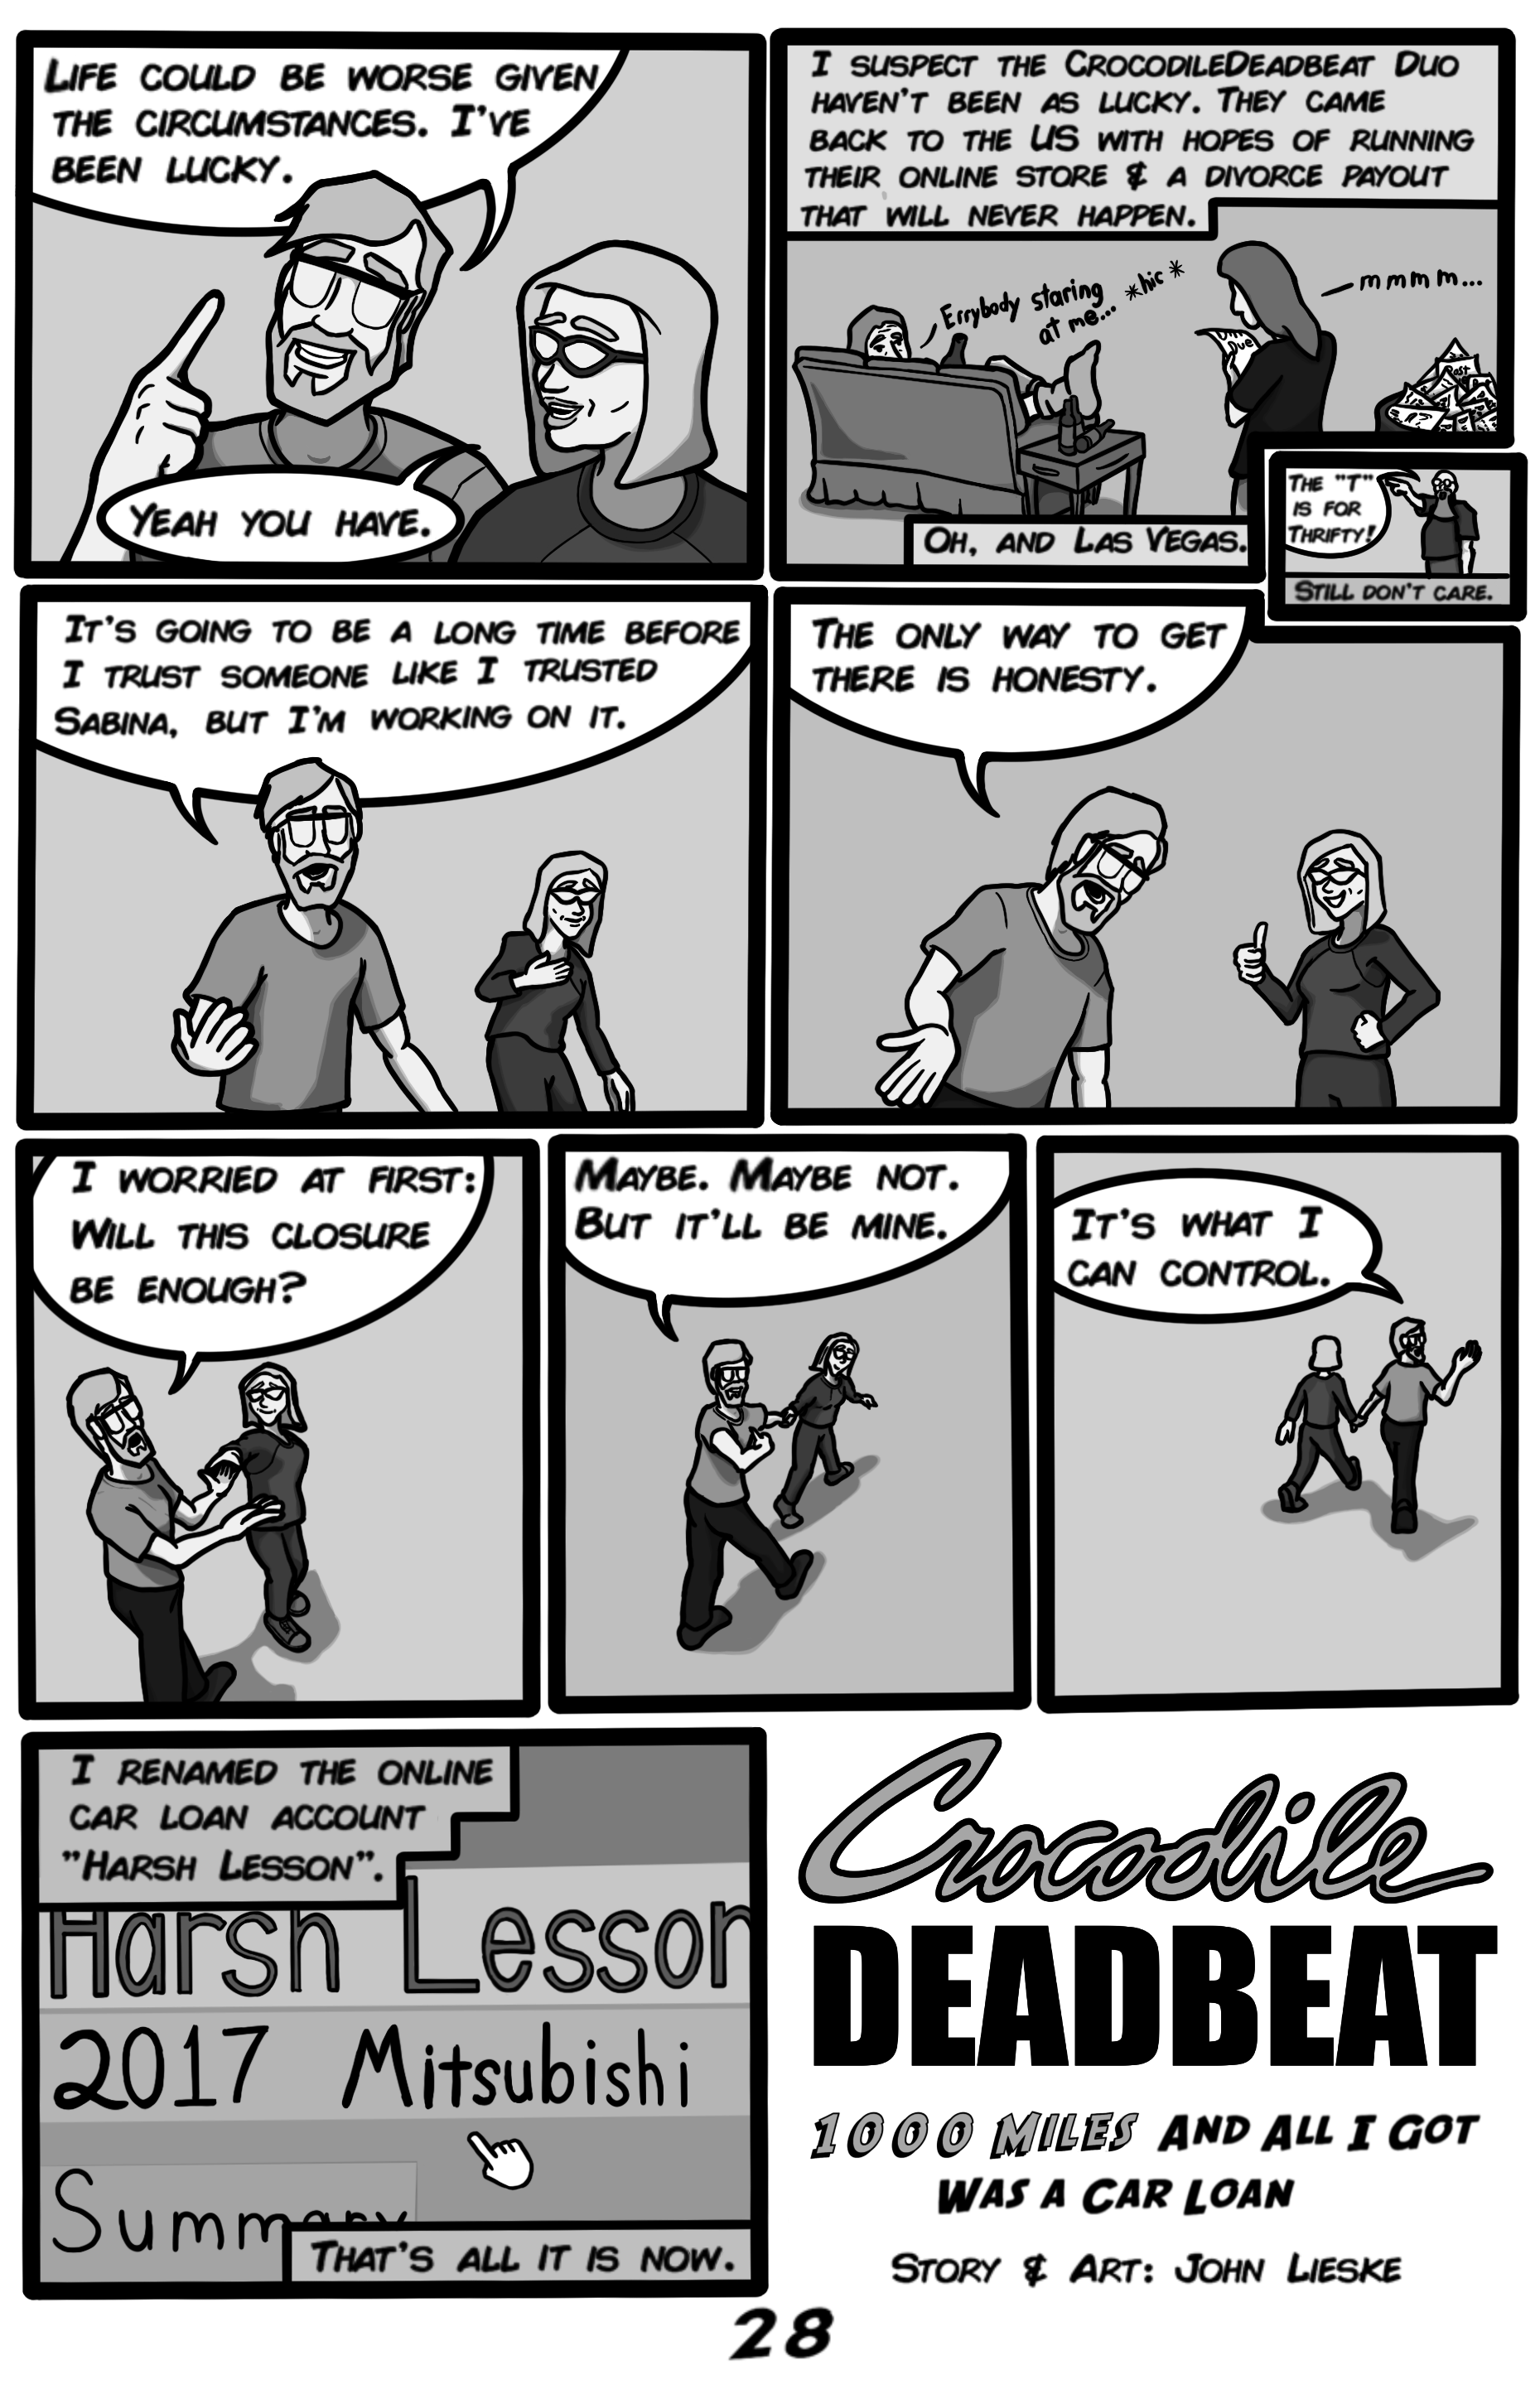 Life could be worse given
the circumstances. I've
been lucky.
Yeah you have.
I suspect the CrocodileDeadbeat Duo
haven't been as lucky. They came
back to the US with hopes of running
their online store & a divorce payout
that will never happen.
Errybody staring
at me... *hic*
mmmm...
Due
Past
Oh, and Las Vegas.
The "T"
is for
Thrifty!
Still don't care.
It's going to be a long time before
I trust someone like I trusted
Sabina, but I'm working on it.
The only way to get
there is honesty.
I worried at first:
Will this closure
be enough?
Maybe. Maybe not.
But it'll be mine.
It's what I
can control.
I renamed the online
car loan account
"Harsh Lesson".
Harsh Lesson
2017 Mitsubishi
Summary
That's all it is now.
Crocodile
DEADBEAT
1000 Miles and All I Got
Was a Car Loan
Story & Art: John Lieske
28